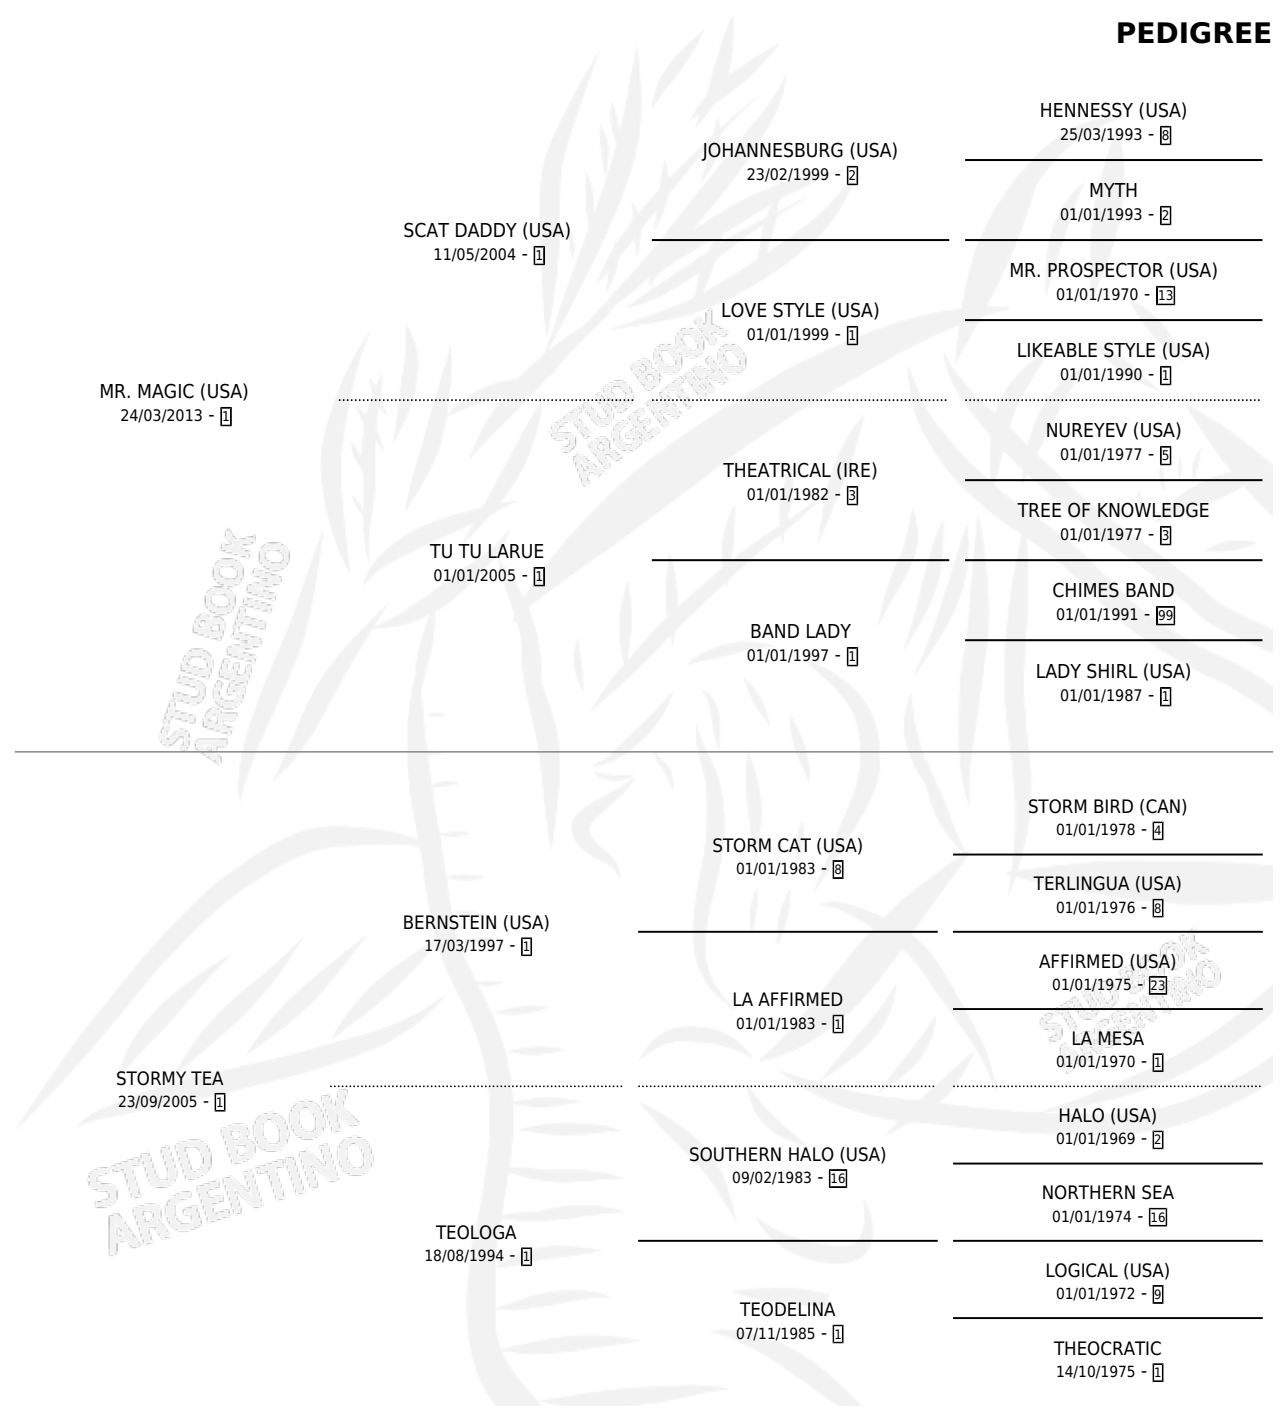 PEDIGREE
HENNESSY (USA)
25/03/1993 - 8
JOHANNESBURG (USA)
23/02/1999 - 2
MYTH
01/01/1993 - 2
SCAT DADDY (USA)
11/05/2004 - 1
MR. PROSPECTOR (USA)
01/01/1970 - 13
LOVE STYLE (USA)
01/01/1999 - 1
LIKEABLE STYLE (USA)
01/01/1990 - 1
STUD BOOK
ARGENTINO
MR. MAGIC (USA)
24/03/2013 - 1
NUREYEV (USA)
01/01/1977 - 5
THEATRICAL (IRE)
01/01/1982 - 3
TREE OF KNOWLEDGE
01/01/1977 - 3
TU TU LARUE
01/01/2005 - 1
CHIMES BAND
01/01/1991 - 99
BAND LADY
01/01/1997 - 1
LADY SHIRL (USA)
01/01/1987 - 1
STUD BOOK
ARGENTINO
STORM BIRD (CAN)
01/01/1978 - 4
STORM CAT (USA)
01/01/1983 - 8
TERLINGUA (USA)
01/01/1976 - 8
BERNSTEIN (USA)
17/03/1997 - 1
AFFIRMED (USA)
01/01/1975 - 23
LA AFFIRMED
01/01/1983 - 1
STUD BOOK
ARGENTINO
LA MESA
01/01/1970 - 1
STORMY TEA
23/09/2005 - 1
HALO (USA)
01/01/1969 - 2
SOUTHERN HALO (USA)
09/02/1983 - 16
STUD BOOK
ARGENTINO
NORTHERN SEA
01/01/1974 - 16
TEOLOGA
18/08/1994 - 1
LOGICAL (USA)
01/01/1972 - 9
TEODELINA
07/11/1985 - 1
THEOCRATIC
14/10/1975 - 1